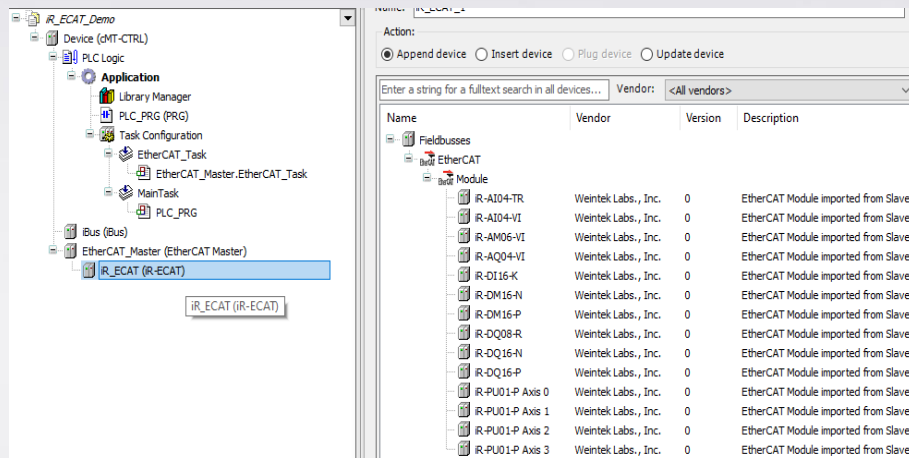 iR_ECAT_Demo
Device (cMT-CTRL)
PLC Logic
Application
Library Manager
PLC_PRG (PRG)
Task Configuration
EtherCAT_Task
EtherCAT_Master.EtherCAT_Task
MainTask
PLC_PRG
iBus (iBus)
EtherCAT_Master (EtherCAT Master)
iR_ECAT (iR-ECAT)
iR_ECAT (iR-ECAT)
Name: iR_ECAT_1
Action:
Append device Insert device Plug device Update device
Enter a string for a fulltext search in all devices... Vendor: <All vendors>
Name Vendor Version Description
Fieldbusses
EtherCAT
Module
iR-AI04-TR Weintek Labs., Inc. 0 EtherCAT Module imported from Slave
iR-AI04-VI Weintek Labs., Inc. 0 EtherCAT Module imported from Slave
iR-AM06-VI Weintek Labs., Inc. 0 EtherCAT Module imported from Slave
iR-AQ04-VI Weintek Labs., Inc. 0 EtherCAT Module imported from Slave
iR-DI16-K Weintek Labs., Inc. 0 EtherCAT Module imported from Slave
iR-DM16-N Weintek Labs., Inc. 0 EtherCAT Module imported from Slave
iR-DM16-P Weintek Labs., Inc. 0 EtherCAT Module imported from Slave
iR-DQ08-R Weintek Labs., Inc. 0 EtherCAT Module imported from Slave
iR-DQ16-N Weintek Labs., Inc. 0 EtherCAT Module imported from Slave
iR-DQ16-P Weintek Labs., Inc. 0 EtherCAT Module imported from Slave
iR-PU01-P Axis 0 Weintek Labs., Inc. 0 EtherCAT Module imported from Slave
iR-PU01-P Axis 1 Weintek Labs., Inc. 0 EtherCAT Module imported from Slave
iR-PU01-P Axis 2 Weintek Labs., Inc. 0 EtherCAT Module imported from Slave
iR-PU01-P Axis 3 Weintek Labs., Inc. 0 EtherCAT Module imported from Slave